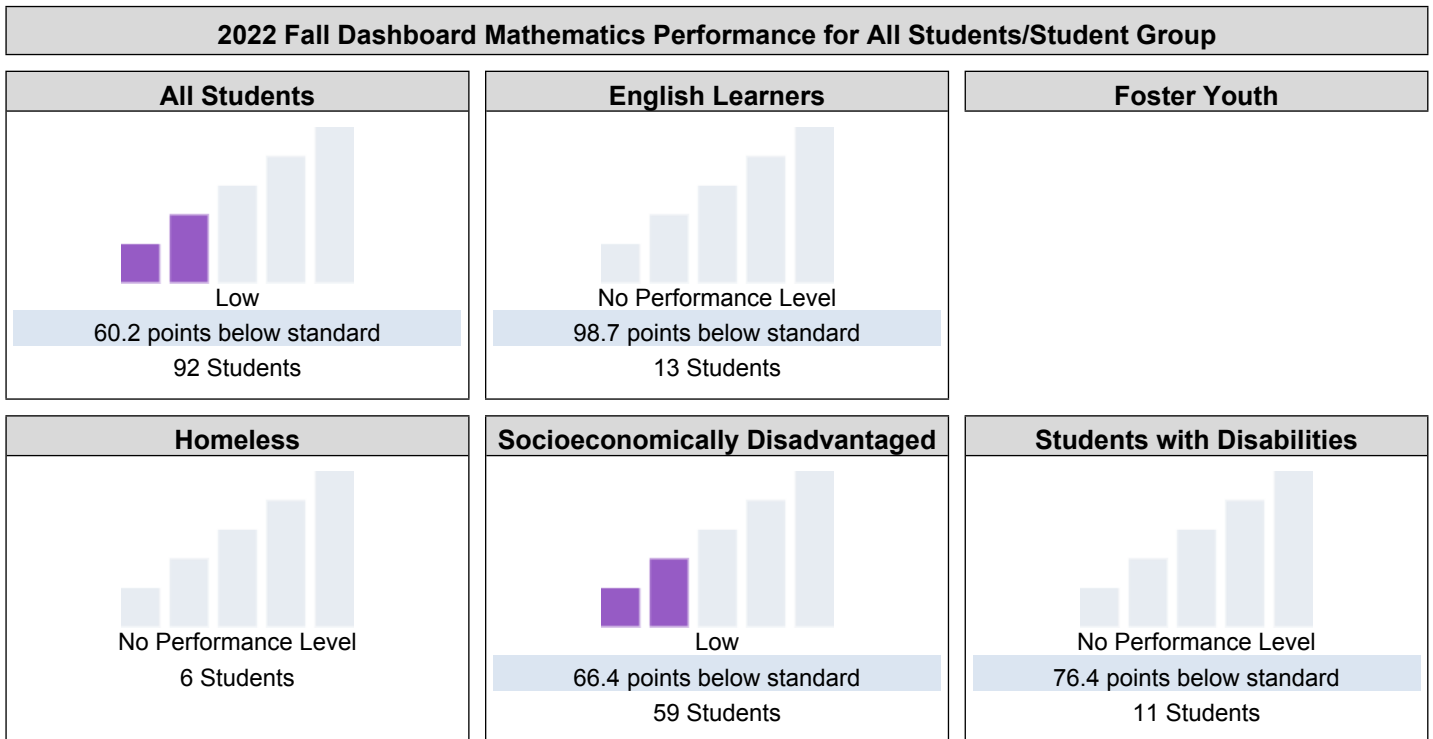 2022 Fall Dashboard Mathematics Performance for All Students/Student Group
All Students
Low
60.2 points below standard
92 Students
English Learners
No Performance Level
98.7 points below standard
13 Students
Foster Youth
Homeless
No Performance Level
6 Students
Socioeconomically Disadvantaged
Low
66.4 points below standard
59 Students
Students with Disabilities
No Performance Level
76.4 points below standard
11 Students